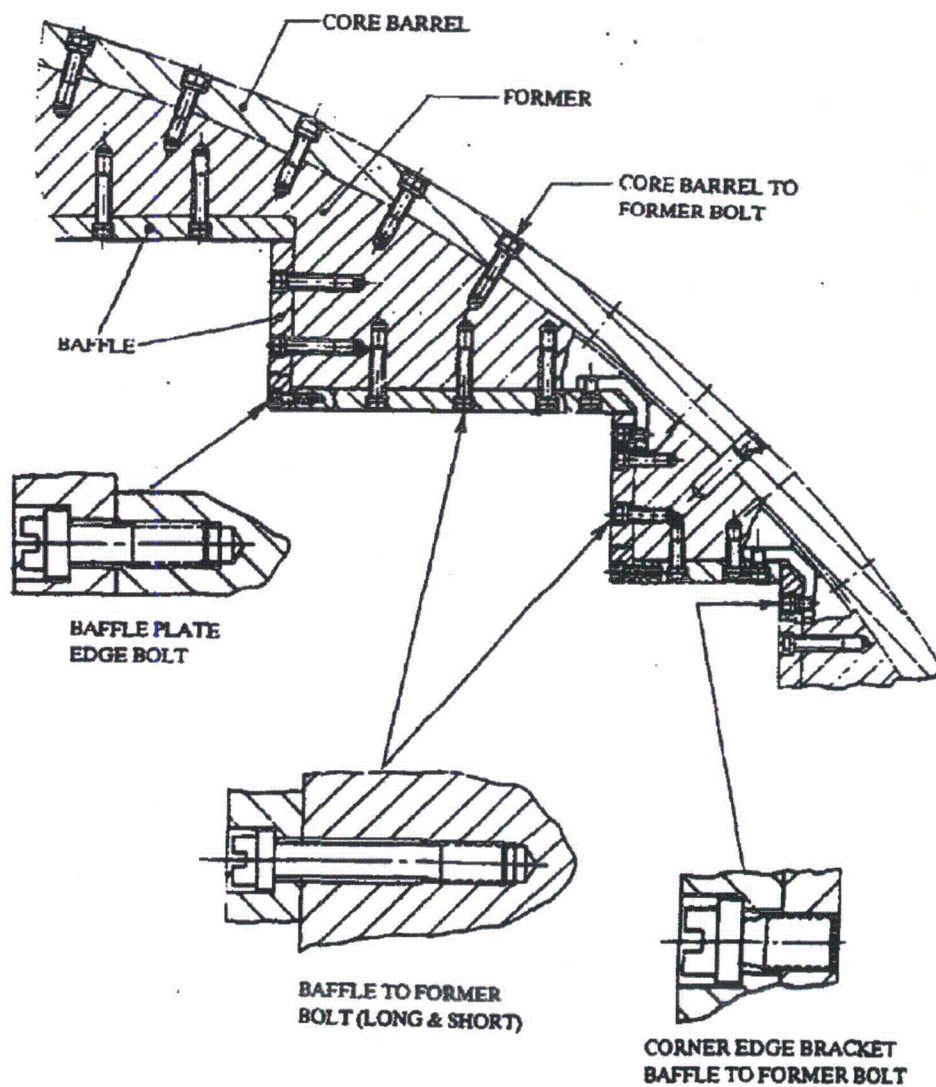 CORE BARREL
FORMER
CORE BARREL TO
FORMER BOLT
BAFFLE
BAFFLE PLATE
EDGE BOLT
BAFFLE TO FORMER
BOLT (LONG & SHORT)
CORNER EDGE BRACKET
BAFFLE TO FORMER BOLT